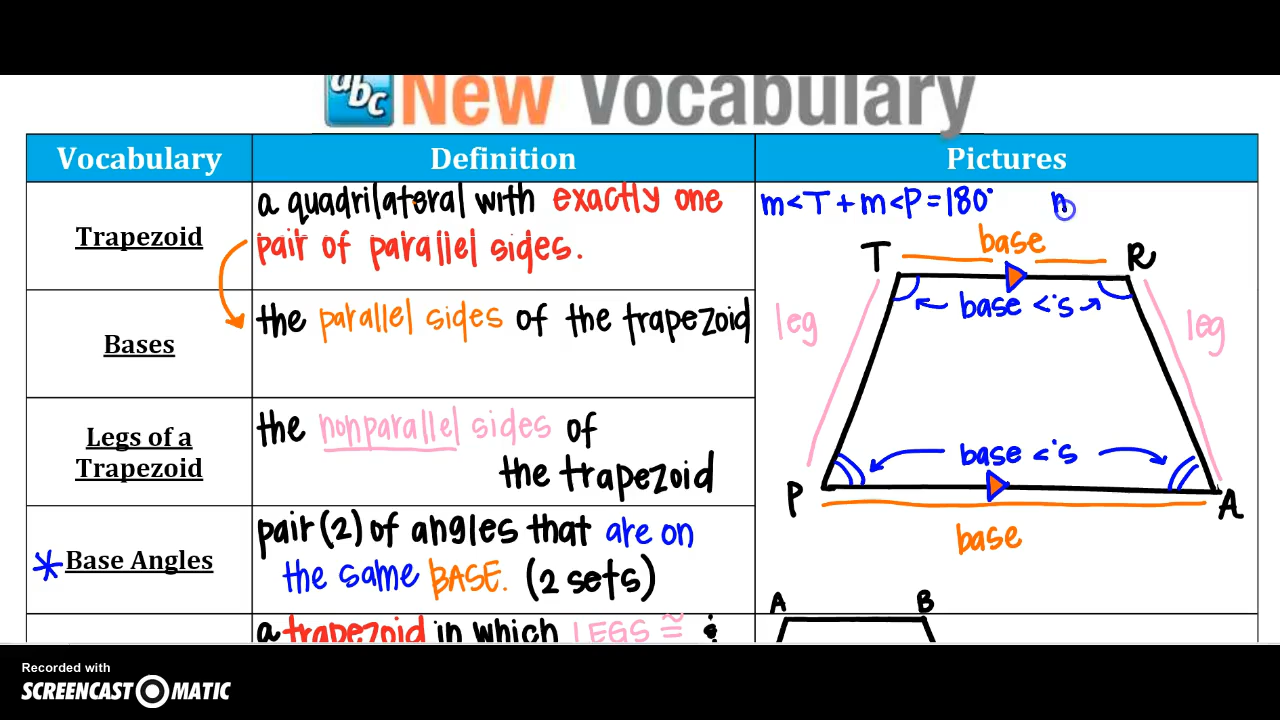 abc New Vocabulary
Vocabulary Definition Pictures
Trapezoid
a quadrilateral with exactly one
pair of parallel sides.
Bases
the parallel sides of the trapezoid
Legs of a
Trapezoid
the nonparallel sides of
the trapezoid
* Base Angles
pair (2) of angles that are on
the same BASE. (2 sets)
a trapezoid in which LEGS ≅ &
m<T + m<P = 180°
base
T R
base <'s
leg leg
base <'s
P A
base
A B
Recorded with
SCREENCAST-O-MATIC